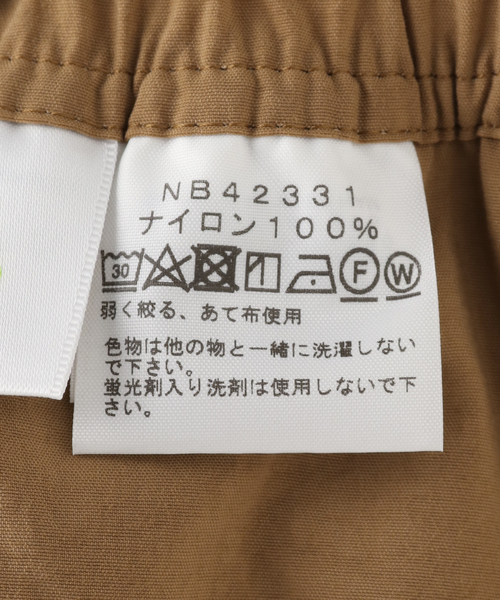 NB42331
ナイロン100%
30 F W
弱く絞る、あて布使用
色物は他の物と一緒に洗濯しない
で下さい。
蛍光剤入り洗剤は使用しないで下
さい。